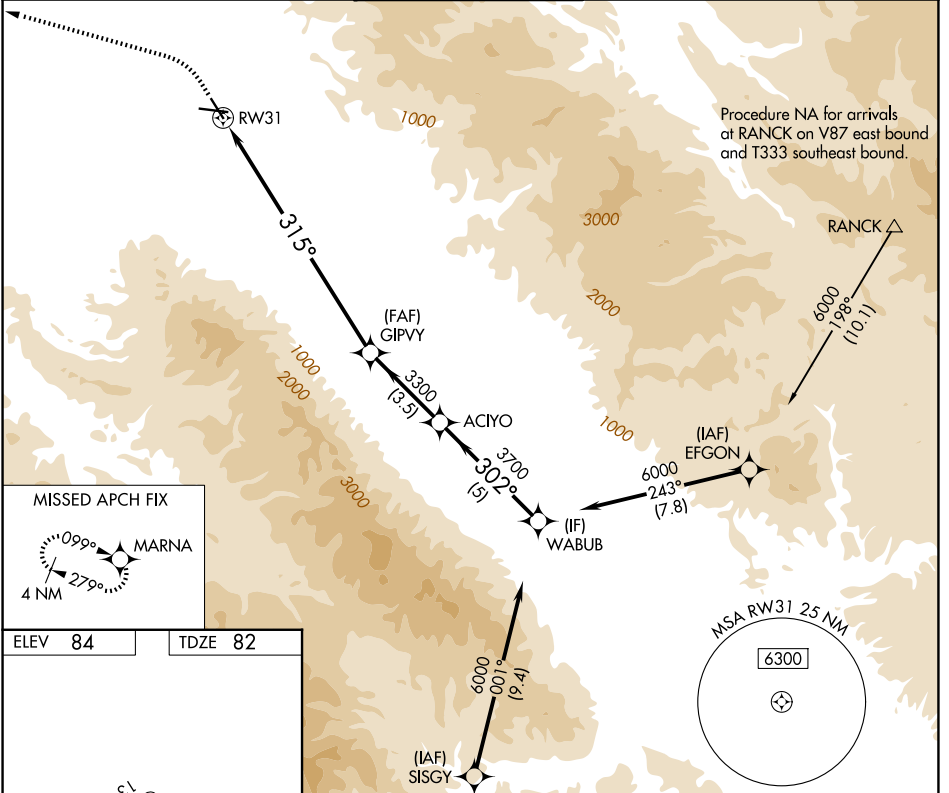 RW31
1000
Procedure NA for arrivals
at RANCK on V87 east bound
and T333 southeast bound.
3000
RANCK
315°
6000
198°
(10.1)
2000
(FAF)
GIPVY
1000
2000
3300
(3.5)
ACIYO
1000
(IAF)
EFGON
3700
302°
(5)
6000
243°
(7.8)
3000
(IF)
WABUB
MISSED APCH FIX
099°
MARNA
279°
4 NM
MSA RW31 25 NM
6300
ELEV 84
TDZE 82
6000
001°
(9.4)
(IAF)
SISGY
13